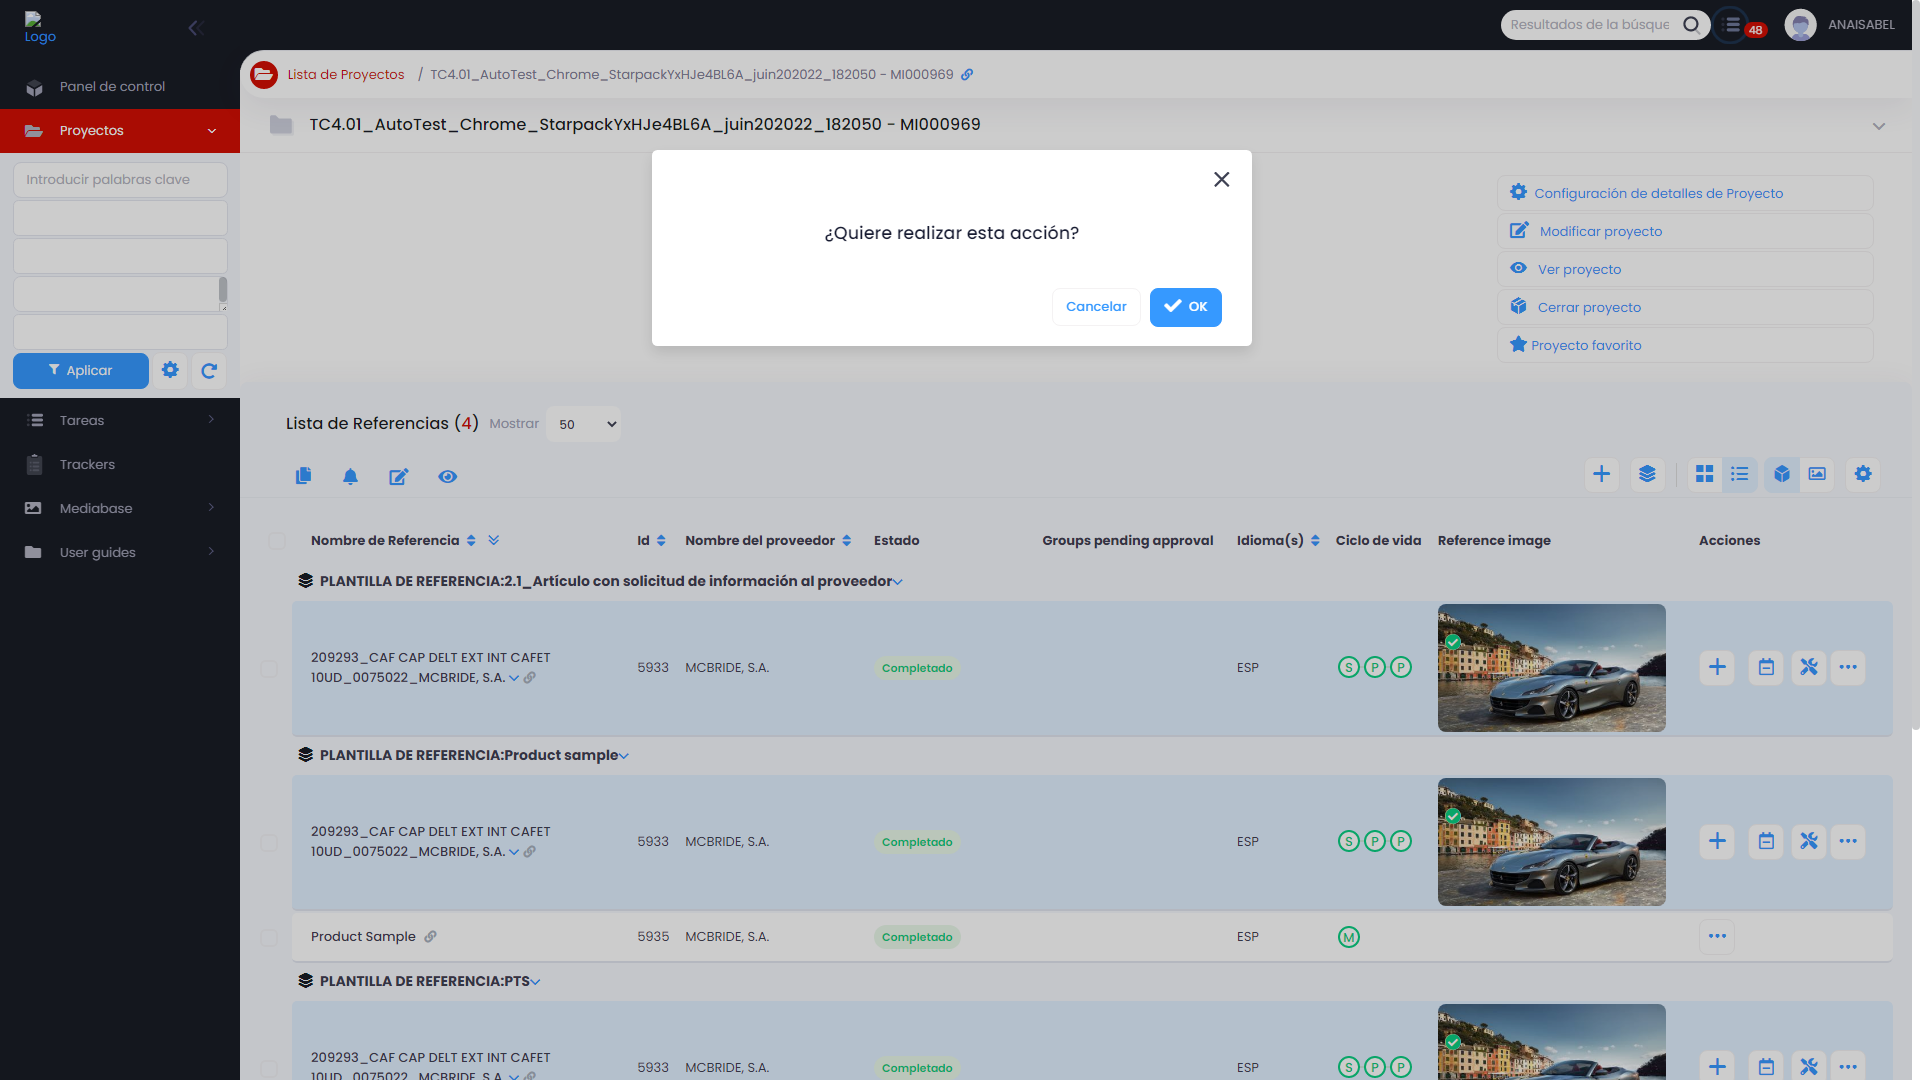 Logo
Resultados de la búsque
48
ANAISABEL
Panel de control
Proyectos
Introducir palabras clave
Aplicar
Tareas
Trackers
Mediabase
User guides
Lista de Proyectos / TC4.01_AutoTest_Chrome_StarpackYxHJe4BL6A_juin202022_182050 - MI000969
TC4.01_AutoTest_Chrome_StarpackYxHJe4BL6A_juin202022_182050 - MI000969
¿Quiere realizar esta acción?
Cancelar
OK
Configuración de detalles de Proyecto
Modificar proyecto
Ver proyecto
Cerrar proyecto
Proyecto favorito
Lista de Referencias (4) Mostrar 50
Nombre de Referencia Id Nombre del proveedor Estado Groups pending approval Idioma(s) Ciclo de vida Reference image Acciones
PLANTILLA DE REFERENCIA:2.1_Artículo con solicitud de información al proveedor
209293_CAF CAP DELT EXT INT CAFET
10UD_0075022_MCBRIDE, S.A.
5933 MCBRIDE, S.A. Completado ESP S P P
PLANTILLA DE REFERENCIA:Product sample
209293_CAF CAP DELT EXT INT CAFET
10UD_0075022_MCBRIDE, S.A.
5933 MCBRIDE, S.A. Completado ESP S P P
Product Sample 5935 MCBRIDE, S.A. Completado ESP M
PLANTILLA DE REFERENCIA:PTS
209293_CAF CAP DELT EXT INT CAFET
10UD_0075022_MCBRIDE, S.A.
5933 MCBRIDE, S.A. Completado ESP S P P